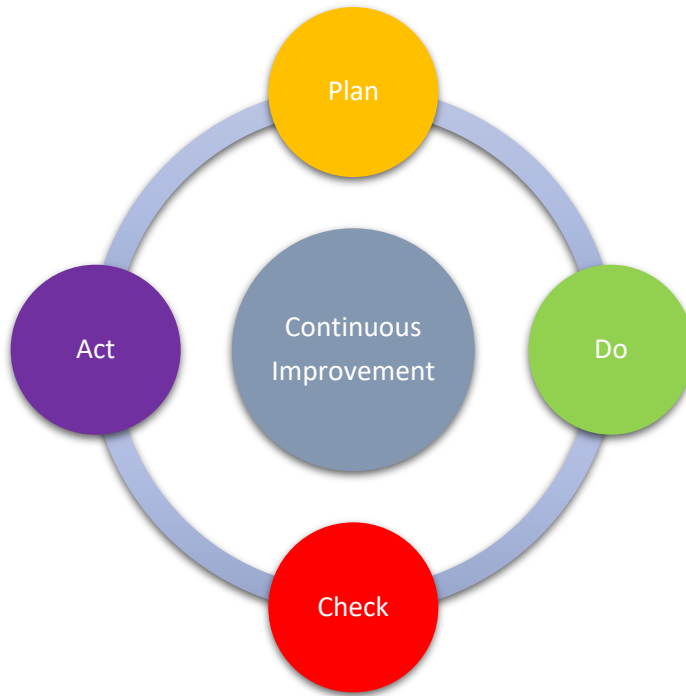 Plan
Do
Check
Act
Continuous
Improvement